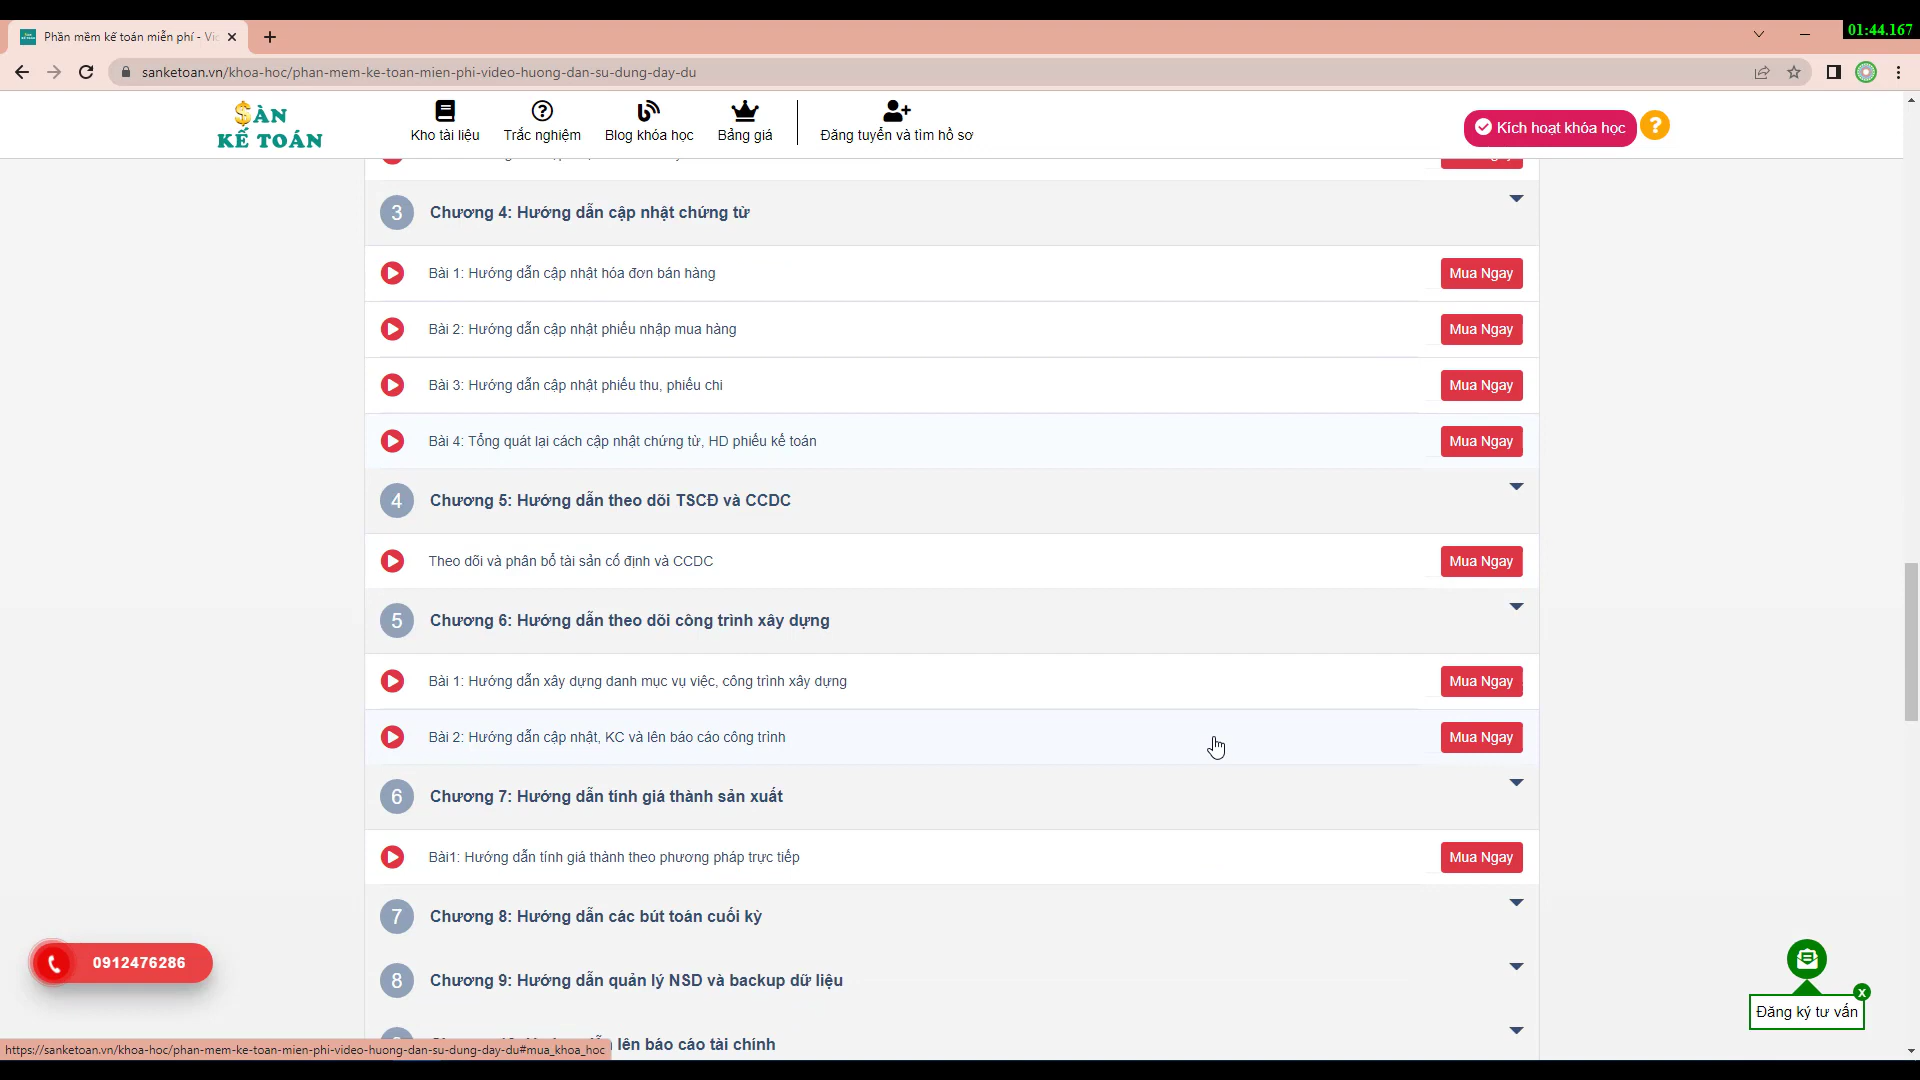 01:44.167
Phần mềm kế toán miễn phí - Vi
sanketoan.vn/khoa-hoc/phan-mem-ke-toan-mien-phi-video-huong-dan-su-dung-day-du
$ÀN
KẾ TOÁN
Kho tài liệu
Trắc nghiệm
Blog khóa học
Bảng giá
Đăng tuyển và tìm hồ sơ
Kích hoạt khóa học
?
3 Chương 4: Hướng dẫn cập nhật chứng từ
Bài 1: Hướng dẫn cập nhật hóa đơn bán hàng Mua Ngay
Bài 2: Hướng dẫn cập nhật phiếu nhập mua hàng Mua Ngay
Bài 3: Hướng dẫn cập nhật phiếu thu, phiếu chi Mua Ngay
Bài 4: Tổng quát lại cách cập nhật chứng từ, HD phiếu kế toán Mua Ngay
4 Chương 5: Hướng dẫn theo dõi TSCĐ và CCDC
Theo dõi và phân bổ tài sản cố định và CCDC Mua Ngay
5 Chương 6: Hướng dẫn theo dõi công trình xây dựng
Bài 1: Hướng dẫn xây dựng danh mục vụ việc, công trình xây dựng Mua Ngay
Bài 2: Hướng dẫn cập nhật, KC và lên báo cáo công trình Mua Ngay
6 Chương 7: Hướng dẫn tính giá thành sản xuất
Bài1: Hướng dẫn tính giá thành theo phương pháp trực tiếp Mua Ngay
7 Chương 8: Hướng dẫn các bút toán cuối kỳ
8 Chương 9: Hướng dẫn quản lý NSD và backup dữ liệu
lên báo cáo tài chính
0912476286
x
Đăng ký tư vấn
https://sanketoan.vn/khoa-hoc/phan-mem-ke-toan-mien-phi-video-huong-dan-su-dung-day-du#mua_khoa_hoc